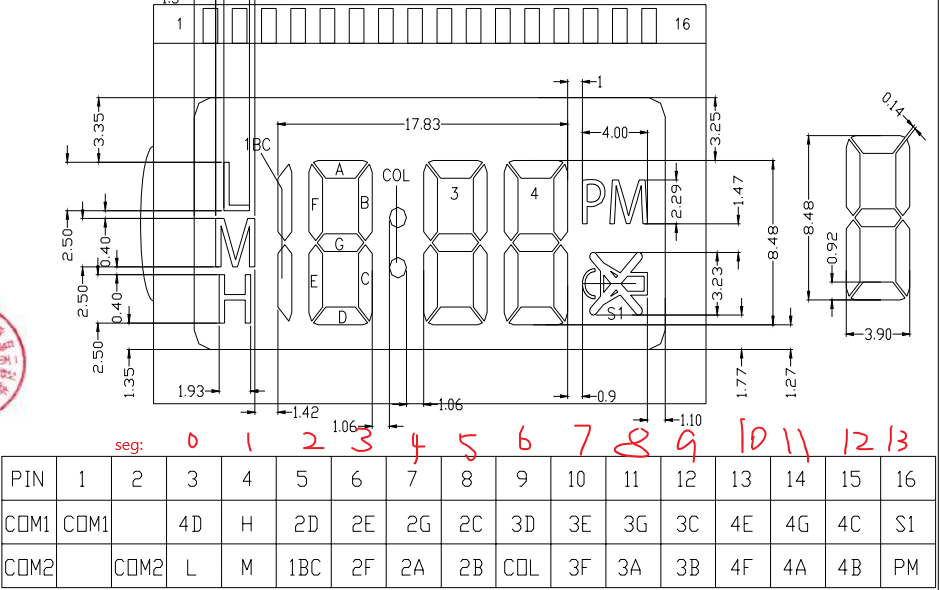 1.5
1 16
1
3.35
17.83
4.00
3.25
0.14
1BC
A
COL
F B
3 4
PM
2.29
1.47
2.50
0.40
L
M
G
8.48
8.48
0.92
2.50
0.40
H
E C
3.23
S1
D
2.50
1.35
1.93
1.42
1.06
1.06
0.9
1.10
1.77
1.27
3.90
seg: 0 1 2 3 4 5 6 7 8 9 10 11 12 13
PIN 1 2 3 4 5 6 7 8 9 10 11 12 13 14 15 16
COM1 COM1 4D H 2D 2E 2G 2C 3D 3E 3G 3C 4E 4G 4C S1
COM2 COM2 L M 1BC 2F 2A 2B COL 3F 3A 3B 4F 4A 4B PM